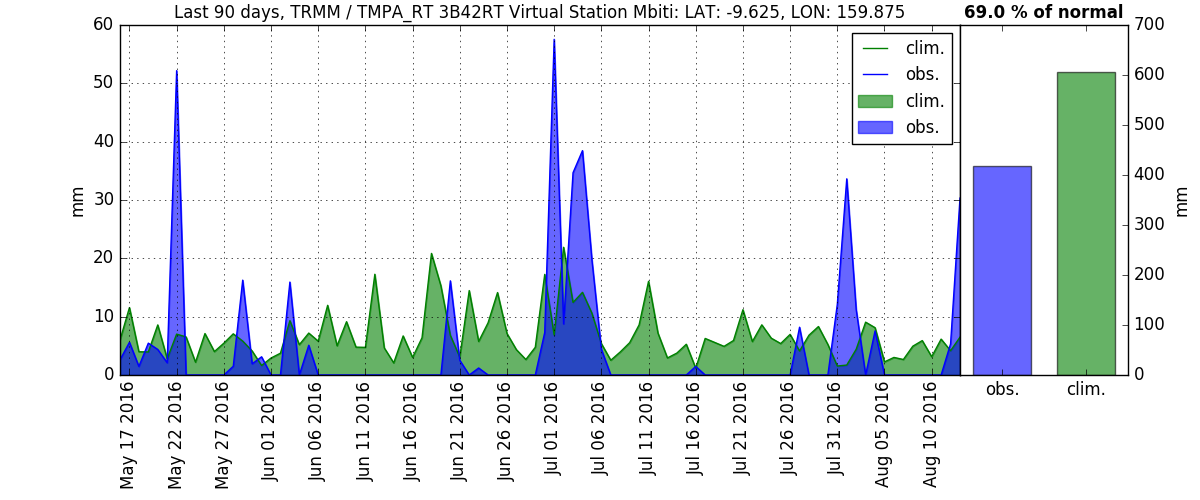 Last 90 days, TRMM / TMPA_RT 3B42RT Virtual Station Mbiti: LAT: -9.625, LON: 159.875
69.0 % of normal
60
50
40
30
20
10
0
mm
clim.
obs.
clim.
obs.
May 17 2016
May 22 2016
May 27 2016
Jun 01 2016
Jun 06 2016
Jun 11 2016
Jun 16 2016
Jun 21 2016
Jun 26 2016
Jul 01 2016
Jul 06 2016
Jul 11 2016
Jul 16 2016
Jul 21 2016
Jul 26 2016
Jul 31 2016
Aug 05 2016
Aug 10 2016
700
600
500
400
300
200
100
0
mm
obs.
clim.